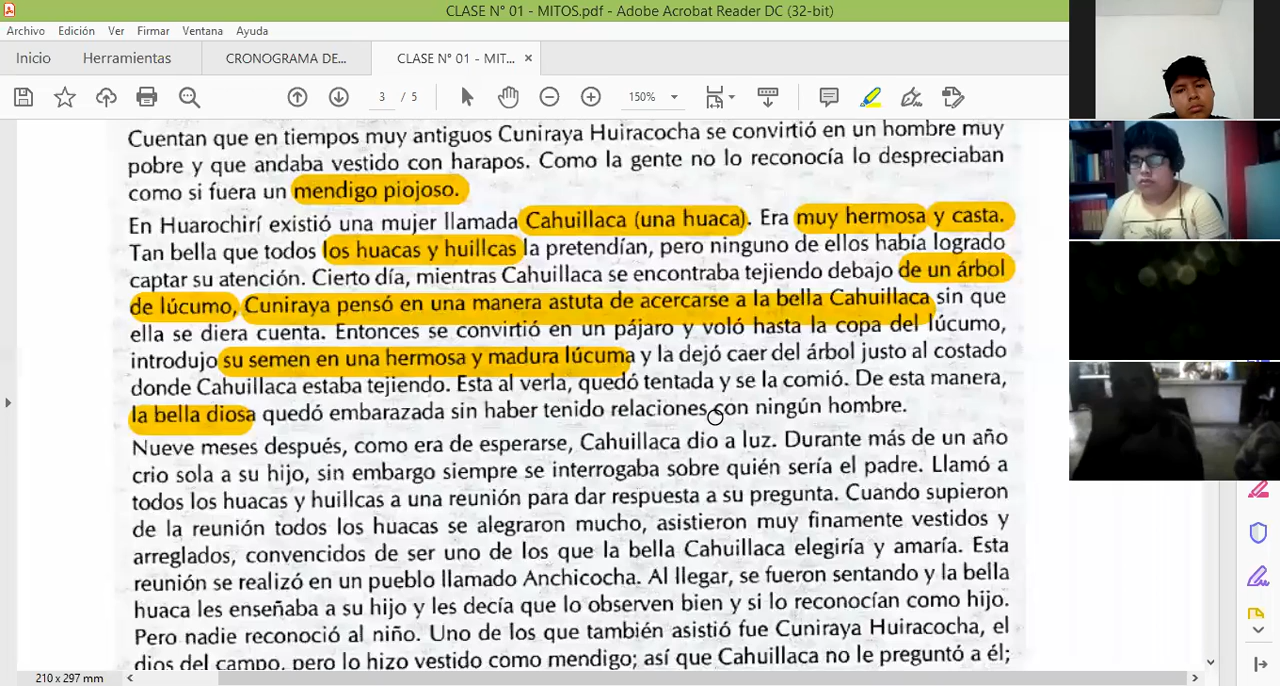 CLASE N° 01 - MITOS.pdf - Adobe Acrobat Reader DC (32-bit)
Archivo Edición Ver Firmar Ventana Ayuda
Inicio Herramientas CRONOGRAMA DE... CLASE N° 01 - MIT... ×
3 / 5 150%
Cuentan que en tiempos muy antiguos Cuniraya Huiracocha se convirtió en un hombre muy
pobre y que andaba vestido con harapos. Como la gente no lo reconocía lo despreciaban
como si fuera un mendigo piojoso.
En Huarochirí existió una mujer llamada Cahuillaca (una huaca). Era muy hermosa y casta.
Tan bella que todos los huacas y huillcas la pretendían, pero ninguno de ellos había logrado
captar su atención. Cierto día, mientras Cahuillaca se encontraba tejiendo debajo de un árbol
de lúcumo, Cuniraya pensó en una manera astuta de acercarse a la bella Cahuillaca sin que
ella se diera cuenta. Entonces se convirtió en un pájaro y voló hasta la copa del lúcumo,
introdujo su semen en una hermosa y madura lúcuma y la dejó caer del árbol justo al costado
donde Cahuillaca estaba tejiendo. Esta al verla, quedó tentada y se la comió. De esta manera,
la bella diosa quedó embarazada sin haber tenido relaciones con ningún hombre.
Nueve meses después, como era de esperarse, Cahuillaca dio a luz. Durante más de un año
crio sola a su hijo, sin embargo siempre se interrogaba sobre quién sería el padre. Llamó a
todos los huacas y huillcas a una reunión para dar respuesta a su pregunta. Cuando supieron
de la reunión todos los huacas se alegraron mucho, asistieron muy finamente vestidos y
arreglados, convencidos de ser uno de los que la bella Cahuillaca elegiría y amaría. Esta
reunión se realizó en un pueblo llamado Anchicocha. Al llegar, se fueron sentando y la bella
huaca les enseñaba a su hijo y les decía que lo observen bien y si lo reconocían como hijo.
Pero nadie reconoció al niño. Uno de los que también asistió fue Cuniraya Huiracocha, el
dios del campo, pero lo hizo vestido como mendigo; así que Cahuillaca no le preguntó a él;
210 x 297 mm